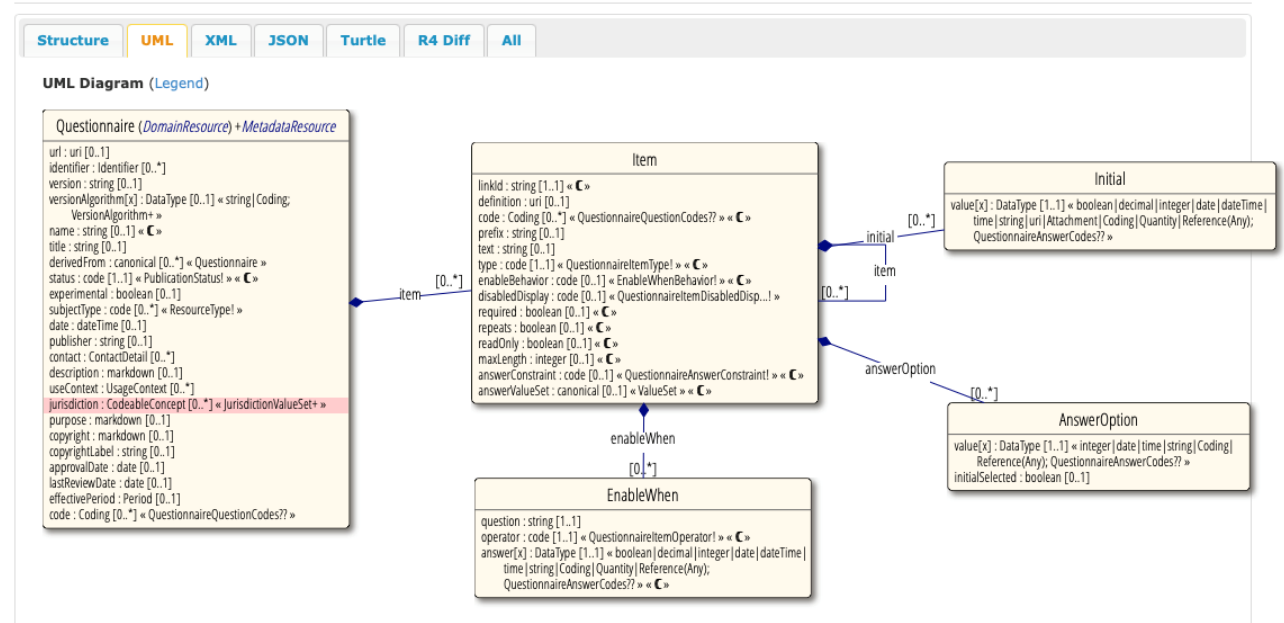 Structure UML XML JSON Turtle R4 Diff All
UML Diagram (Legend)
Questionnaire (DomainResource) +MetadataResource
url : uri [0..1]
identifier : Identifier [0..*]
version : string [0..1]
versionAlgorithm[x] : DataType [0..1] « string|Coding;
VersionAlgorithm+ »
name : string [0..1] « C »
title : string [0..1]
derivedFrom : canonical [0..*] « Questionnaire »
status : code [1..1] « PublicationStatus! » « C »
experimental : boolean [0..1]
subjectType : code [0..*] « ResourceType! »
date : dateTime [0..1]
publisher : string [0..1]
contact : ContactDetail [0..*]
description : markdown [0..1]
useContext : UsageContext [0..*]
jurisdiction : CodeableConcept [0..*] « JurisdictionValueSet+ »
purpose : markdown [0..1]
copyright : markdown [0..1]
copyrightLabel : string [0..1]
approvalDate : date [0..1]
lastReviewDate : date [0..1]
effectivePeriod : Period [0..1]
code : Coding [0..*] « QuestionnaireQuestionCodes?? »
item
[0..*]
Item
linkId : string [1..1] « C »
definition : uri [0..1]
code : Coding [0..*] « QuestionnaireQuestionCodes?? » « C »
prefix : string [0..1]
text : string [0..1]
type : code [1..1] « QuestionnaireItemType! » « C »
enableBehavior : code [0..1] « EnableWhenBehavior! » « C »
disabledDisplay : code [0..1] « QuestionnaireItemDisabledDisp...! »
required : boolean [0..1] « C »
repeats : boolean [0..1] « C »
readOnly : boolean [0..1] « C »
maxLength : integer [0..1] « C »
answerConstraint : code [0..1] « QuestionnaireAnswerConstraint! » « C »
answerValueSet : canonical [0..1] « ValueSet » « C »
initial
[0..*]
item
[0..*]
Initial
value[x] : DataType [1..1] « boolean|decimal|integer|date|dateTime|
time|string|uri|Attachment|Coding|Quantity|Reference(Any);
QuestionnaireAnswerCodes?? »
answerOption
[0..*]
AnswerOption
value[x] : DataType [1..1] « integer|date|time|string|Coding|
Reference(Any); QuestionnaireAnswerCodes?? »
initialSelected : boolean [0..1]
enableWhen
[0..*]
EnableWhen
question : string [1..1]
operator : code [1..1] « QuestionnaireItemOperator! » « C »
answer[x] : DataType [1..1] « boolean|decimal|integer|date|dateTime|
time|string|Coding|Quantity|Reference(Any);
QuestionnaireAnswerCodes?? » « C »